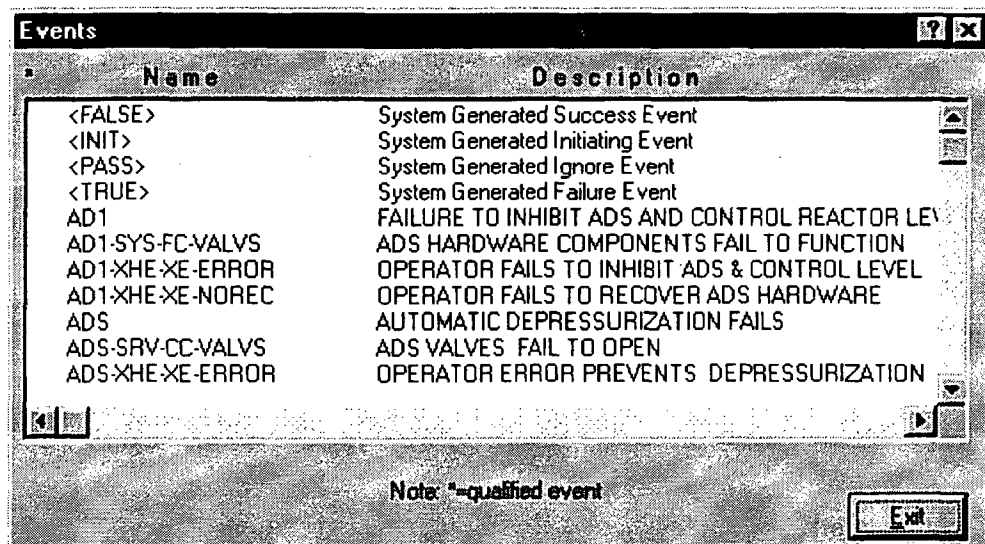 Events
* Name Description
<FALSE> System Generated Success Event
<INIT> System Generated Initiating Event
<PASS> System Generated Ignore Event
<TRUE> System Generated Failure Event
AD1 FAILURE TO INHIBIT ADS AND CONTROL REACTOR LEV
AD1-SYS-FC-VALVS ADS HARDWARE COMPONENTS FAIL TO FUNCTION
AD1-XHE-XE-ERROR OPERATOR FAILS TO INHIBIT ADS & CONTROL LEVEL
AD1-XHE-XE-NOREC OPERATOR FAILS TO RECOVER ADS HARDWARE
ADS AUTOMATIC DEPRESSURIZATION FAILS
ADS-SRV-CC-VALVS ADS VALVES FAIL TO OPEN
ADS-XHE-XE-ERROR OPERATOR ERROR PREVENTS DEPRESSURIZATION
Note: *=qualified event
Exit